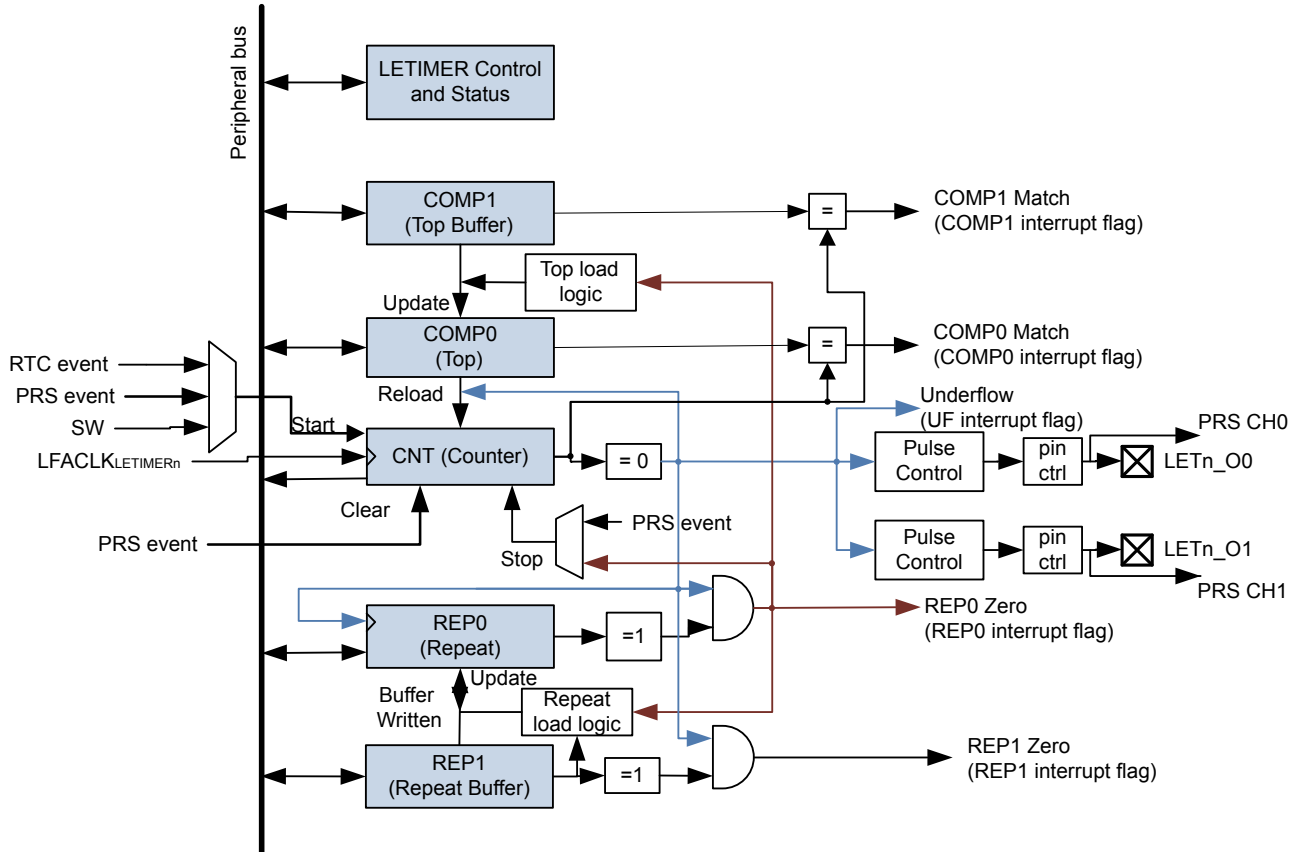 Peripheral bus
LETIMER Control
and Status
COMP1
(Top Buffer)
=
COMP1 Match
(COMP1 interrupt flag)
Top load
logic
Update
COMP0
(Top)
=
COMP0 Match
(COMP0 interrupt flag)
RTC event
PRS event
SW
LFACLKLETIMERn
Start
Reload
CNT (Counter)
= 0
Underflow
(UF interrupt flag)
Pulse
Control
pin
ctrl
PRS CH0
LETn_O0
Clear
PRS event
PRS event
Stop
Pulse
Control
pin
ctrl
LETn_O1
PRS CH1
REP0
(Repeat)
=1
REP0 Zero
(REP0 interrupt flag)
Update
Buffer
Written
Repeat
load logic
REP1
(Repeat Buffer)
=1
REP1 Zero
(REP1 interrupt flag)